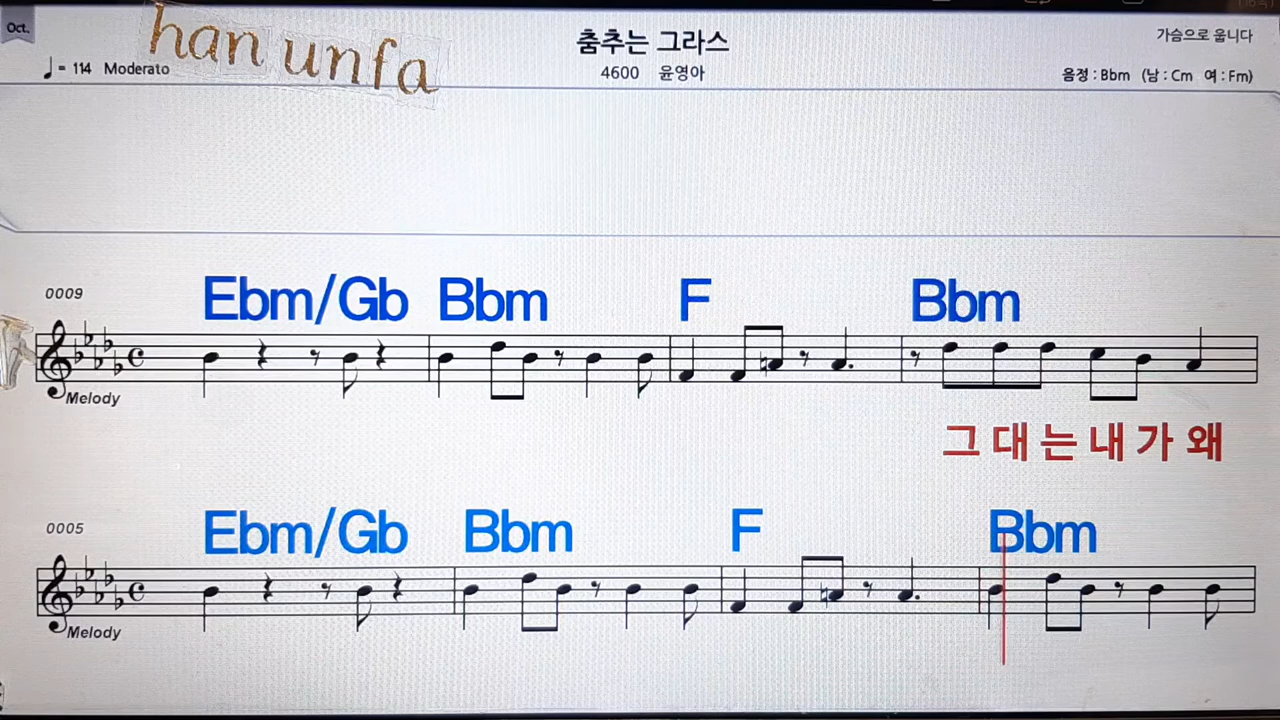 Oct.
han unfa
춤추는 그라스
가슴으로 웁니다
♩= 114 Moderato
4600 윤영아
음정 : Bbm (남 : Cm 여 : Fm)
0009
Ebm/Gb Bbm F Bbm
Melody
그 대 는 내 가 왜
0005
Ebm/Gb Bbm F Bbm
Melody